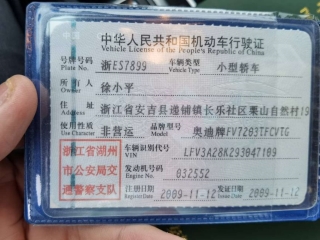 中华人民共和国机动车行驶证
Vehicle License of the People's Republic of China
号牌号码 浙ES7899 车辆类型 小型轿车
Plate No. Vehicle Type
所有人 徐小平
Owner
住址 浙江省安吉县递铺镇长乐社区栗山自然村19
Address
使用性质 非营运 品牌型号 奥迪牌FV7203TFCVTG
Use Character Model
浙江省湖州
市公安局交
通警察支队
车辆识别代号 LFV3A28K293047109
VIN
发动机号码 032552
Engine No.
注册日期 2009-11-12 发证日期 2009-11-12
Register Date Issue Date